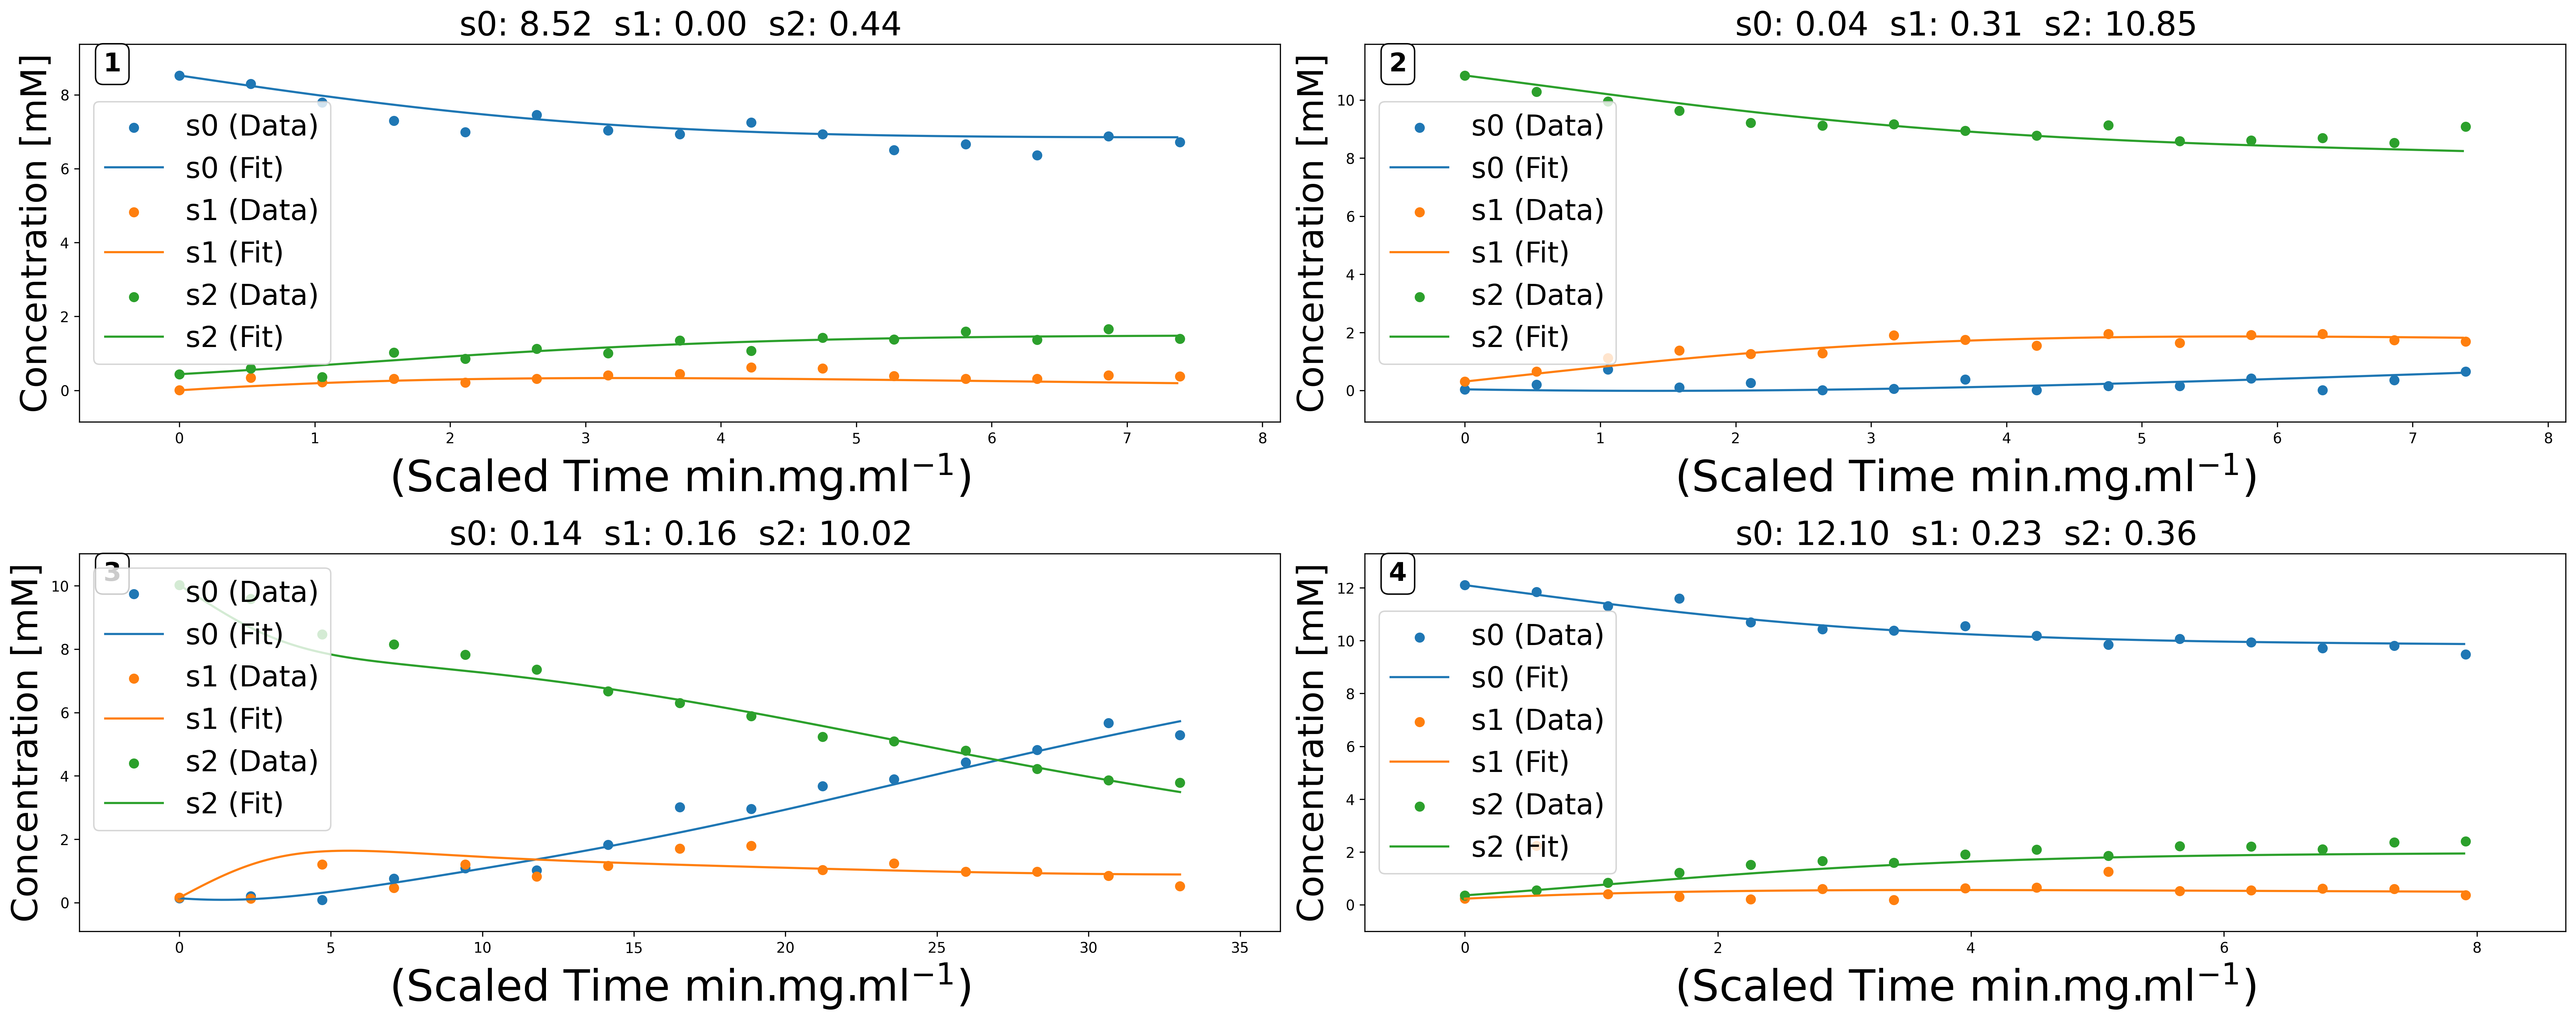 s0: 8.52 s1: 0.00 s2: 0.44
1
Concentration [mM]
8
6
4
2
0
s0 (Data)
s0 (Fit)
s1 (Data)
s1 (Fit)
s2 (Data)
s2 (Fit)
0 1 2 3 4 5 6 7 8
(Scaled Time min.mg.ml⁻¹)
s0: 0.04 s1: 0.31 s2: 10.85
2
Concentration [mM]
10
8
6
4
2
0
s0 (Data)
s0 (Fit)
s1 (Data)
s1 (Fit)
s2 (Data)
s2 (Fit)
0 1 2 3 4 5 6 7 8
(Scaled Time min.mg.ml⁻¹)
s0: 0.14 s1: 0.16 s2: 10.02
3
Concentration [mM]
10
8
6
4
2
0
s0 (Data)
s0 (Fit)
s1 (Data)
s1 (Fit)
s2 (Data)
s2 (Fit)
0 5 10 15 20 25 30 35
(Scaled Time min.mg.ml⁻¹)
s0: 12.10 s1: 0.23 s2: 0.36
4
Concentration [mM]
12
10
8
6
4
2
0
s0 (Data)
s0 (Fit)
s1 (Data)
s1 (Fit)
s2 (Data)
s2 (Fit)
0 2 4 6 8
(Scaled Time min.mg.ml⁻¹)